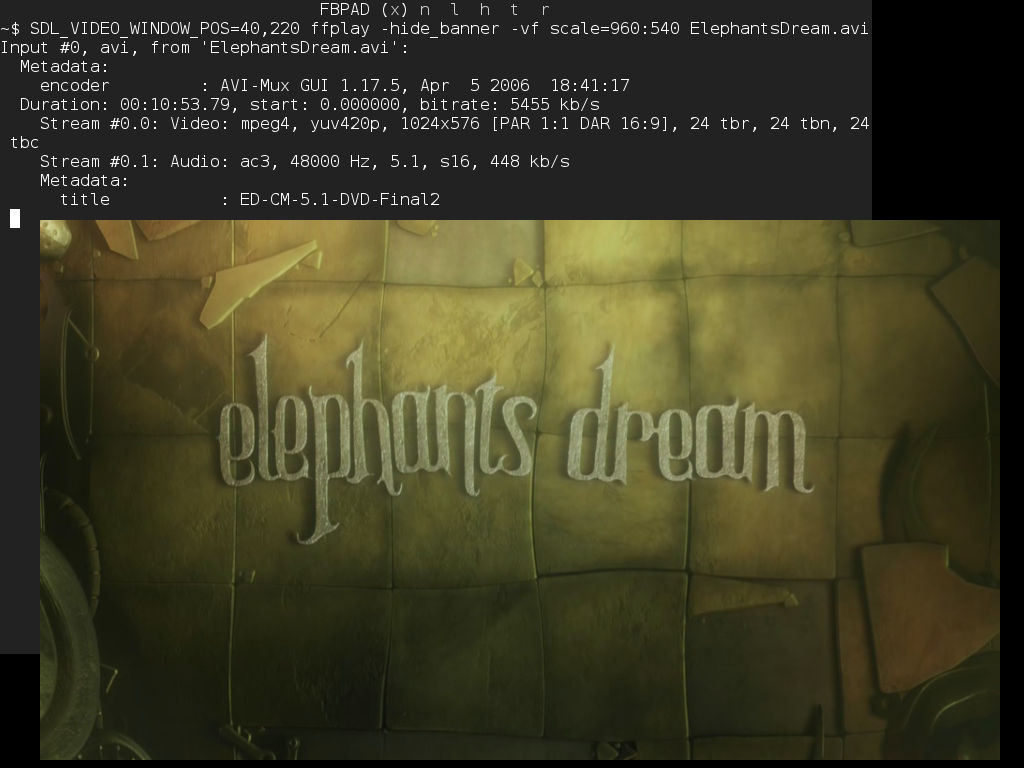 FBPAD (x) n l h t r
~$ SDL_VIDEO_WINDOW_POS=40,220 ffplay -hide_banner -vf scale=960:540 ElephantsDream.avi
Input #0, avi, from 'ElephantsDream.avi':
Metadata:
encoder : AVI-Mux GUI 1.17.5, Apr 5 2006 18:41:17
Duration: 00:10:53.79, start: 0.000000, bitrate: 5455 kb/s
Stream #0.0: Video: mpeg4, yuv420p, 1024x576 [PAR 1:1 DAR 16:9], 24 tbr, 24 tbn, 24
tbc
Stream #0.1: Audio: ac3, 48000 Hz, 5.1, s16, 448 kb/s
Metadata:
title : ED-CM-5.1-DVD-Final2
elephants dream